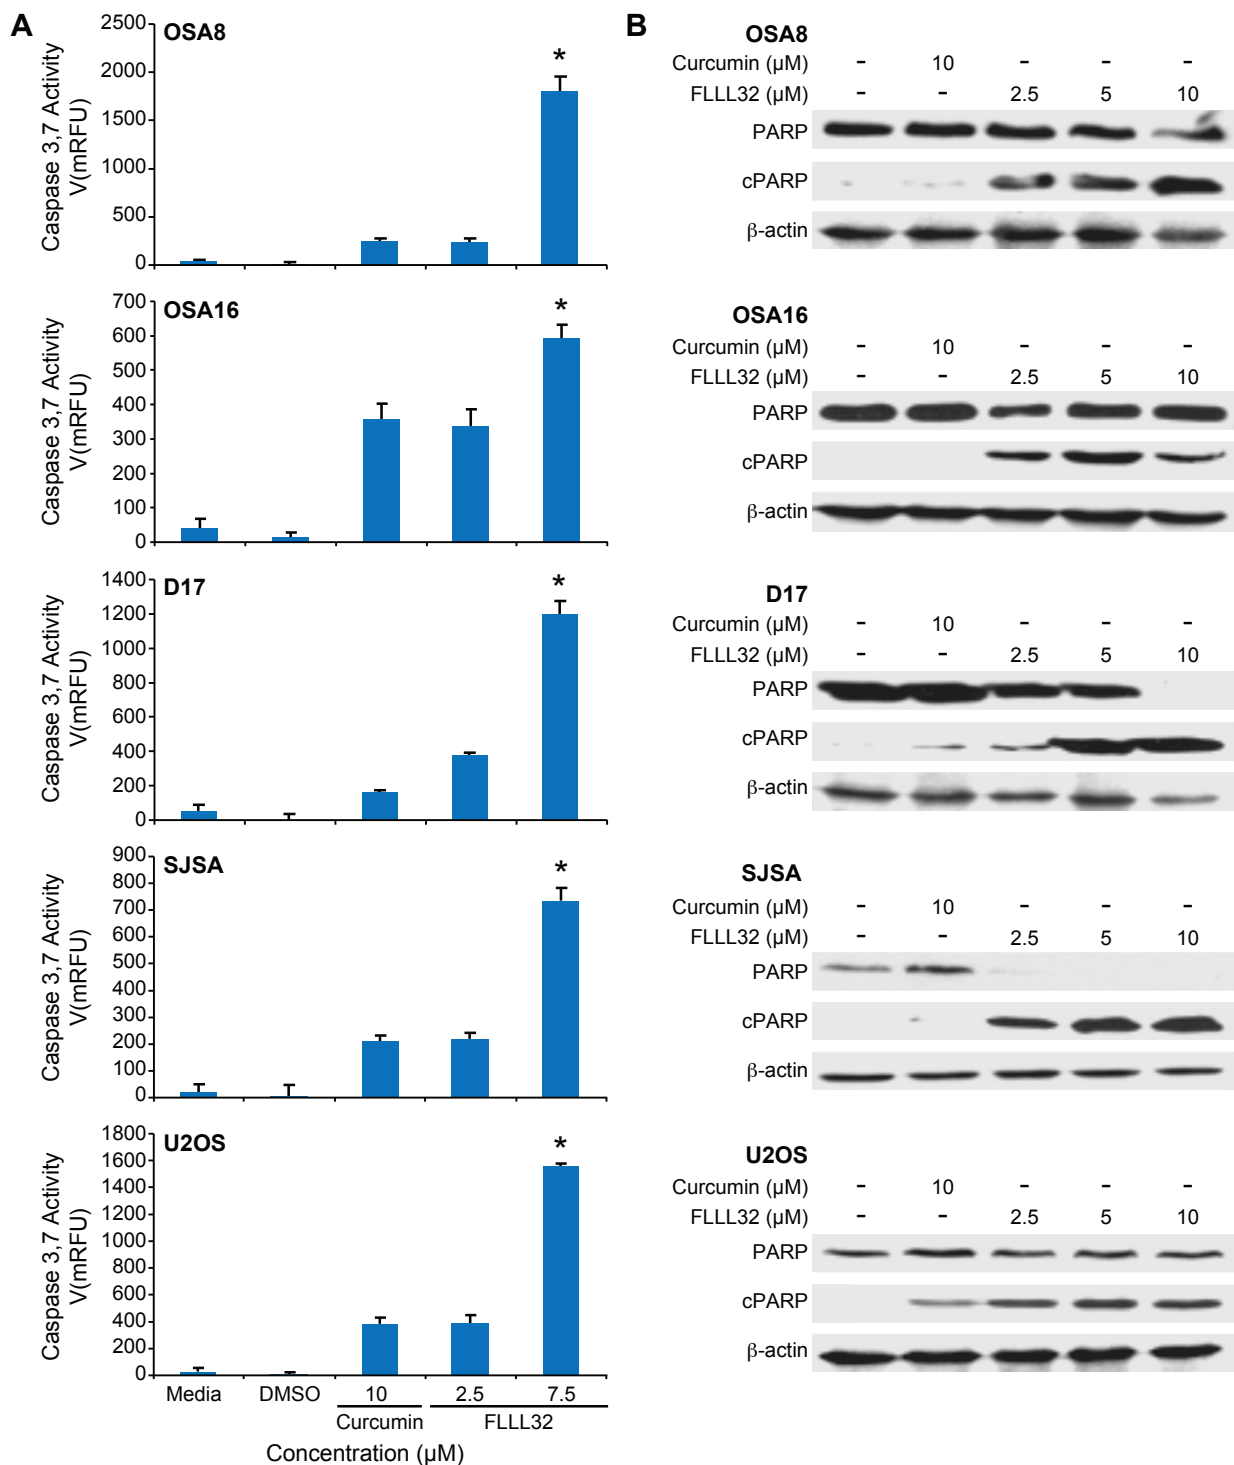 A
OSA8
Caspase 3,7 Activity
V(mRFU)
2500
2000
1500
1000
500
0
*
OSA16
Caspase 3,7 Activity
V(mRFU)
700
600
500
400
300
200
100
0
*
D17
Caspase 3,7 Activity
V(mRFU)
1400
1200
1000
800
600
400
200
0
*
SJSA
Caspase 3,7 Activity
V(mRFU)
900
800
700
600
500
400
300
200
100
0
*
U2OS
Caspase 3,7 Activity
V(mRFU)
1800
1600
1400
1200
1000
800
600
400
200
0
*
Media DMSO 10 2.5 7.5
Curcumin FLLL32
Concentration (µM)
B
OSA8
Curcumin (µM) - 10 - - -
FLLL32 (µM) - - 2.5 5 10
PARP
cPARP
β-actin
OSA16
Curcumin (µM) - 10 - - -
FLLL32 (µM) - - 2.5 5 10
PARP
cPARP
β-actin
D17
Curcumin (µM) - 10 - - -
FLLL32 (µM) - - 2.5 5 10
PARP
cPARP
β-actin
SJSA
Curcumin (µM) - 10 - - -
FLLL32 (µM) - - 2.5 5 10
PARP
cPARP
β-actin
U2OS
Curcumin (µM) - 10 - - -
FLLL32 (µM) - - 2.5 5 10
PARP
cPARP
β-actin